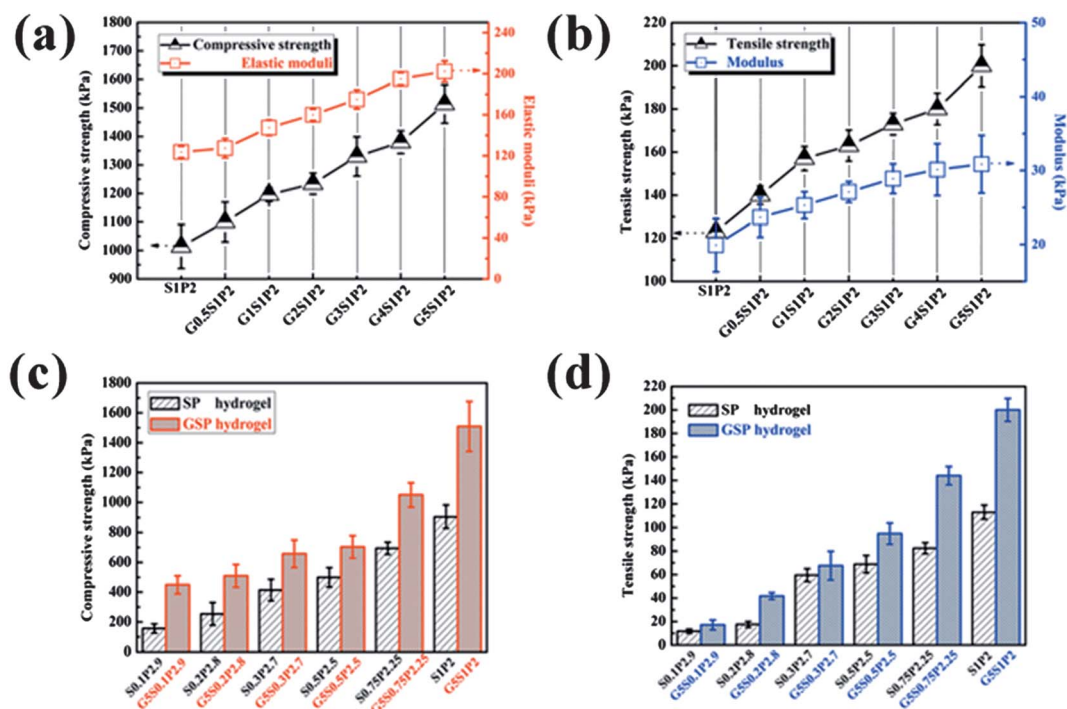 (a)
1800
1700
1600
1500
1400
1300
1200
1100
1000
900
Compressive strength (kPa)
Compressive strength
Elastic moduli
240
200
160
120
80
40
0
Elastic moduli (kPa)
S1P2
G0.5S1P2
G1S1P2
G2S1P2
G3S1P2
G4S1P2
G5S1P2
(b)
220
200
180
160
140
120
100
Tensile strength (kPa)
Tensile strength
Modulus
50
40
30
20
Modulus (kPa)
S1P2
G0.5S1P2
G1S1P2
G2S1P2
G3S1P2
G4S1P2
G5S1P2
(c)
1800
1600
1400
1200
1000
800
600
400
200
0
Compressive strength (kPa)
SP hydrogel
GSP hydrogel
S0.1P2.9
G5S0.1P2.9
S0.2P2.8
G5S0.2P2.8
S0.3P2.7
G5S0.3P2.7
S0.5P2.5
G5S0.5P2.5
S0.75P2.25
G5S0.75P2.25
S1P2
G5S1P2
(d)
220
200
180
160
140
120
100
80
60
40
20
0
Tensile strength (kPa)
SP hydrogel
GSP hydrogel
S0.1P2.9
G5S0.1P2.9
S0.2P2.8
G5S0.2P2.8
S0.3P2.7
G5S0.3P2.7
S0.5P2.5
G5S0.5P2.5
S0.75P2.25
G5S0.75P2.25
S1P2
G5S1P2